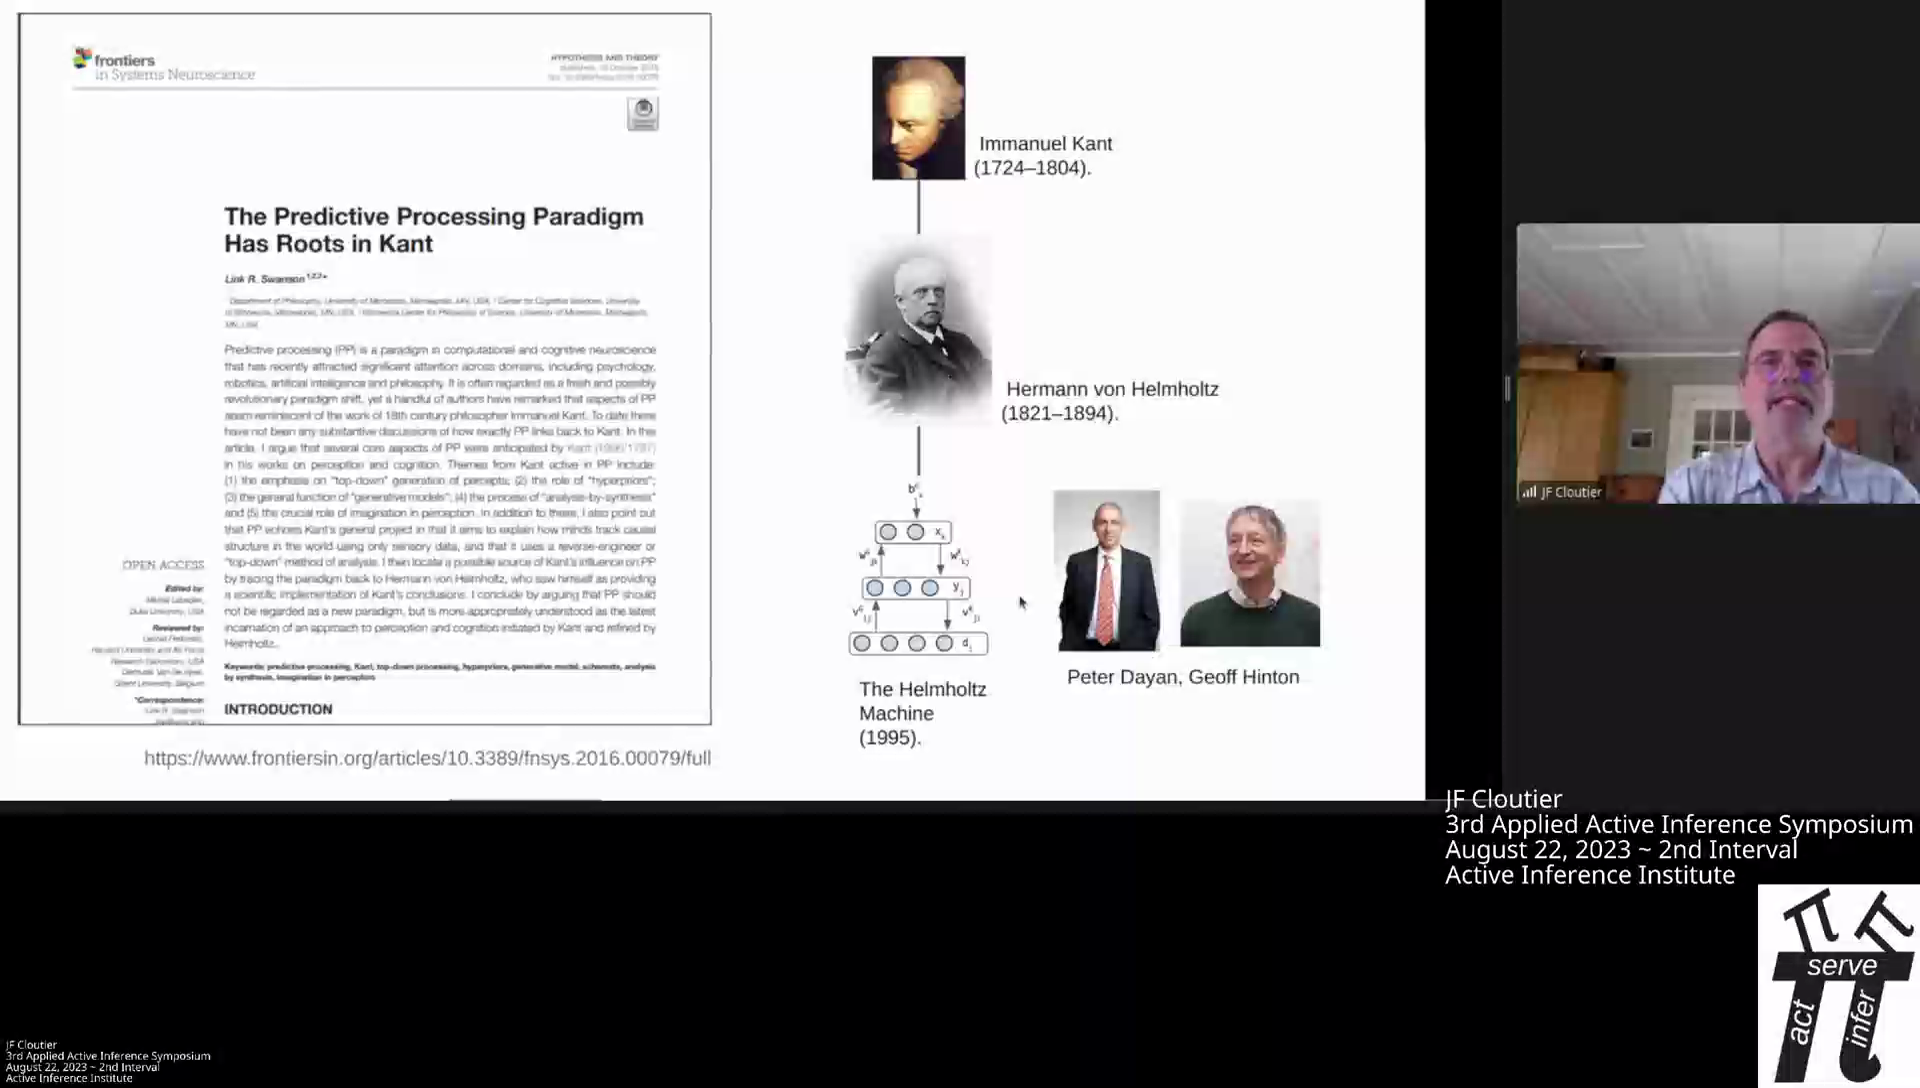 frontiers
in Systems Neuroscience
HYPOTHESIS AND THEORY
The Predictive Processing Paradigm
Has Roots in Kant
Link R. Swanson
Predictive processing (PP) is a paradigm in computational and cognitive neuroscience
that has recently attracted significant attention across domains, including psychology,
robotics, artificial intelligence and philosophy. It is often regarded as a fresh and possibly
revolutionary paradigm shift, yet a handful of authors have remarked that aspects of PP
seem reminiscent of the work of 18th century philosopher Immanuel Kant. To date there
have not been any substantive discussions of how exactly PP links back to Kant. In this
article, I argue that several core aspects of PP were anticipated by Kant
in his works on perception and cognition. Themes from Kant active in PP include:
(1) the emphasis on "top-down" generation of percepts; (2) the role of "hyperpriors";
(3) the general function of "generative models"; (4) the process of "analysis-by-synthesis"
and (5) the crucial role of imagination in perception. In addition to these, I also point out
that PP echoes Kant's general project in that it aims to explain how minds track causal
structure in the world using only sensory data, and that it uses a reverse-engineer or
"top-down" method of analysis. I then locate a possible source of Kant's influence on PP
by tracing the paradigm back to Hermann von Helmholtz, who saw himself as providing
a scientific implementation of Kant's conclusions. I conclude by arguing that PP should
not be regarded as a new paradigm, but is more appropriately understood as the latest
incarnation of an approach to perception and cognition initiated by Kant and refined by
Helmholtz.
Keywords: predictive processing, Kant, top-down processing, hyperpriors, generative model, schemata, analysis
by synthesis, imagination in perception
OPEN ACCESS
Edited by:
Duke University, USA
Reviewed by:
*Correspondence:
INTRODUCTION
https://www.frontiersin.org/articles/10.3389/fnsys.2016.00079/full
Immanuel Kant
(1724–1804).
Hermann von Helmholtz
(1821–1894).
The Helmholtz
Machine
(1995).
Peter Dayan, Geoff Hinton
JF Cloutier
JF Cloutier
3rd Applied Active Inference Symposium
August 22, 2023 ~ 2nd Interval
Active Inference Institute
serve
act
infer
JF Cloutier
3rd Applied Active Inference Symposium
August 22, 2023 ~ 2nd Interval
Active Inference Institute